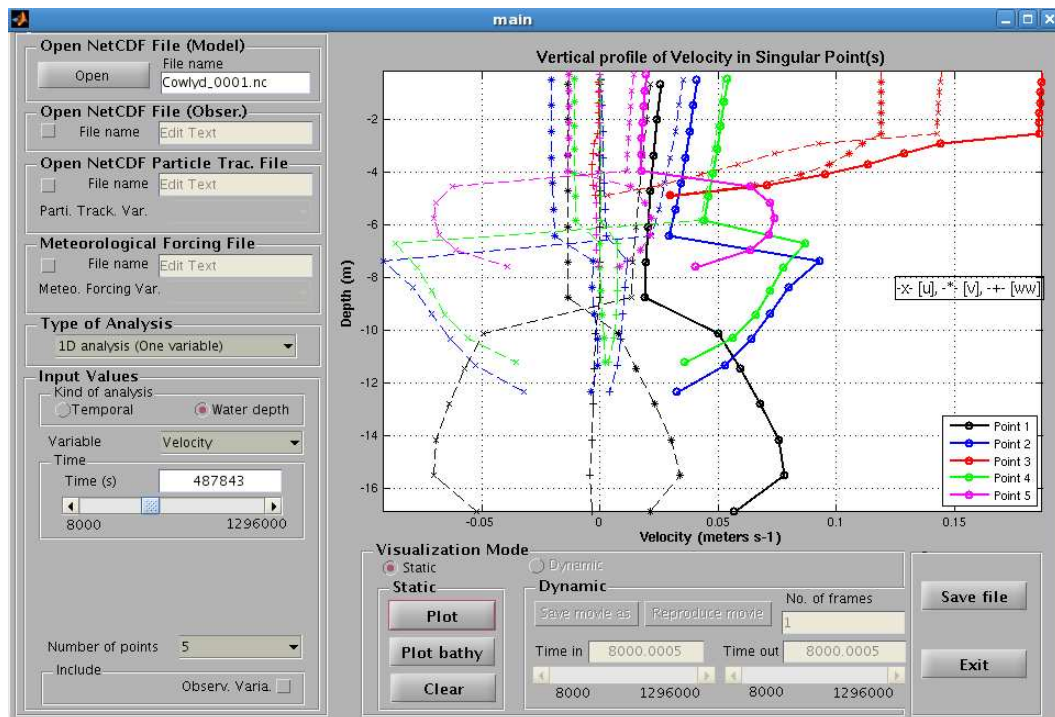 main
Open NetCDF File (Model)
File name
Open
Cowlyd_0001.nc
Open NetCDF File (Obser.)
File name
Edit Text
Open NetCDF Particle Trac. File
File name
Edit Text
Parti. Track. Var.
Meteorological Forcing File
File name
Edit Text
Meteo. Forcing Var.
Type of Analysis
1D analysis (One variable)
Input Values
Kind of analysis
Temporal
Water depth
Variable
Velocity
Time
Time (s)
487843
8000
1296000
Number of points
5
Include
Observ. Varia.
Vertical profile of Velocity in Singular Point(s)
Depth (m)
-2
-4
-6
-8
-10
-12
-14
-16
-0.05
0
0.05
0.1
0.15
Velocity (meters s-1)
-x- [u], -*- [v], -+- [ww]
Point 1
Point 2
Point 3
Point 4
Point 5
Visualization Mode
Static
Dynamic
Static
Plot
Plot bathy
Clear
Dynamic
Save movie as
Reproduce movie
No. of frames
1
Time in
8000.0005
Time out
8000.0005
8000
1296000
8000
1296000
Save file
Exit